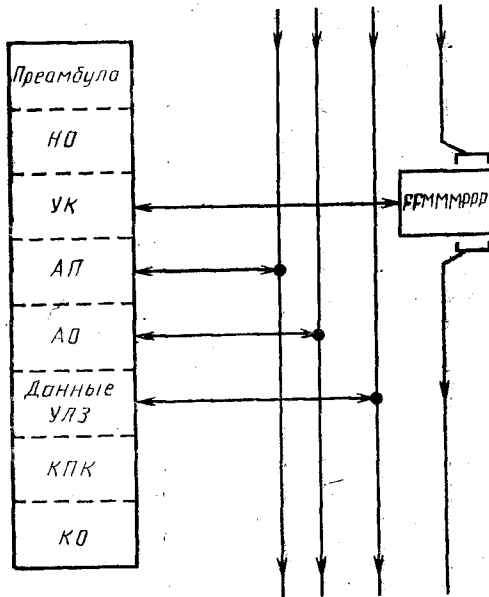 Преамбула
НО
УК
FFMMMPPP
АП
АО
Данные
УЛЗ
КПК
КО